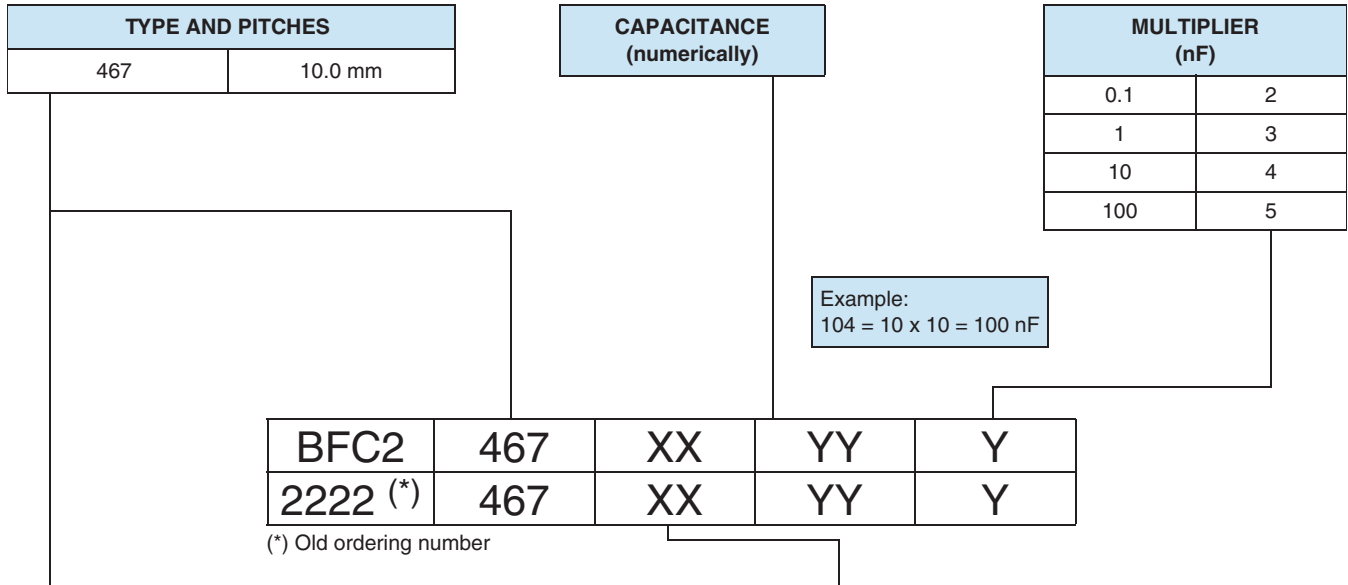 TYPE AND PITCHES
467 10.0 mm
CAPACITANCE
(numerically)
MULTIPLIER
(nF)
0.1 2
1 3
10 4
100 5
Example:
104 = 10 x 10 = 100 nF
BFC2 467 XX YY Y
2222 (*) 467 XX YY Y
(*) Old ordering number